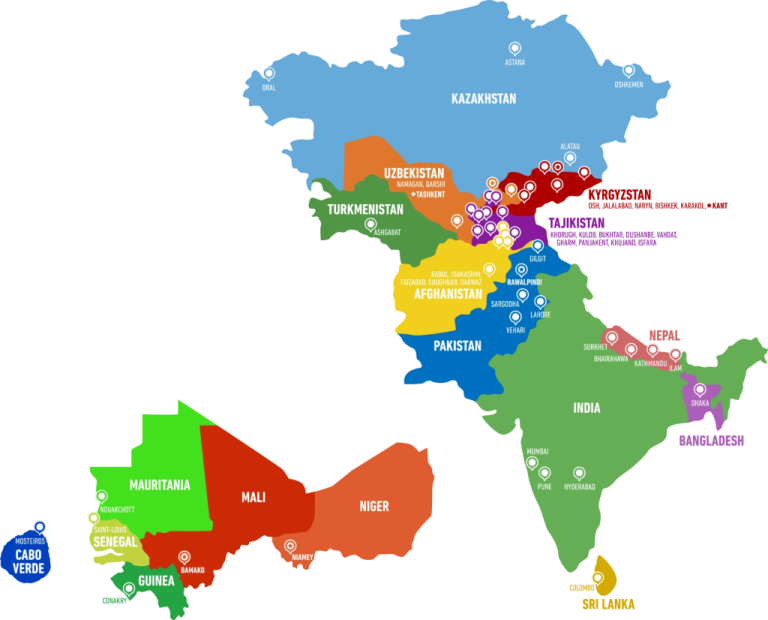 ASTANA
ORAL
OSHKEMEN
KAZAKHSTAN
ALATAU
UZBEKISTAN
NAMAGAN, QARSHI
★TASHKENT
KYRGYZSTAN
OSH, JALALABAD, NARYN, BISHKEK, KARAKOL, ★KANT
TURKMENISTAN
ASHGABAT
TAJIKISTAN
KHORUGH, KULOB, BUKHTAR, DUSHANBE, VAHDAT,
GHARM, PANJAKENT, KHUJAND, ISFARA
GILGIT
KABUL, ISHKASHIM,
FAIZABAD, SHUGHNAN, DARWAZ
AFGHANISTAN
RAWALPINDI
SARGODHA
LAHORE
VEHARI
PAKISTAN
NEPAL
SURKHET
BHAIRAHAWA
KATHMANDU
ILAM
INDIA
DHAKA
BANGLADESH
MUMBAI
PUNE
HYDERABAD
MAURITANIA
MALI
NIGER
NOUAKCHOTT
SAINT-LOUIS
SENEGAL
MOSTEIROS
CABO
VERDE
NIAMEY
BAMAKO
GUINEA
CONAKRY
COLOMBO
SRI LANKA